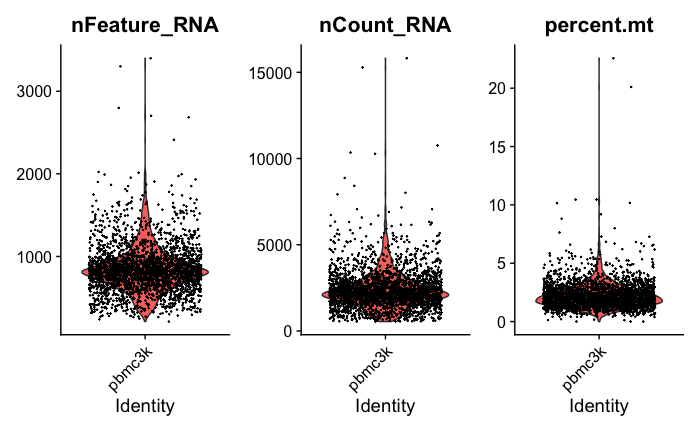 nFeature_RNA
3000
2000
1000
pbmc3k
Identity
nCount_RNA
15000
10000
5000
0
pbmc3k
Identity
percent.mt
20
15
10
5
0
pbmc3k
Identity